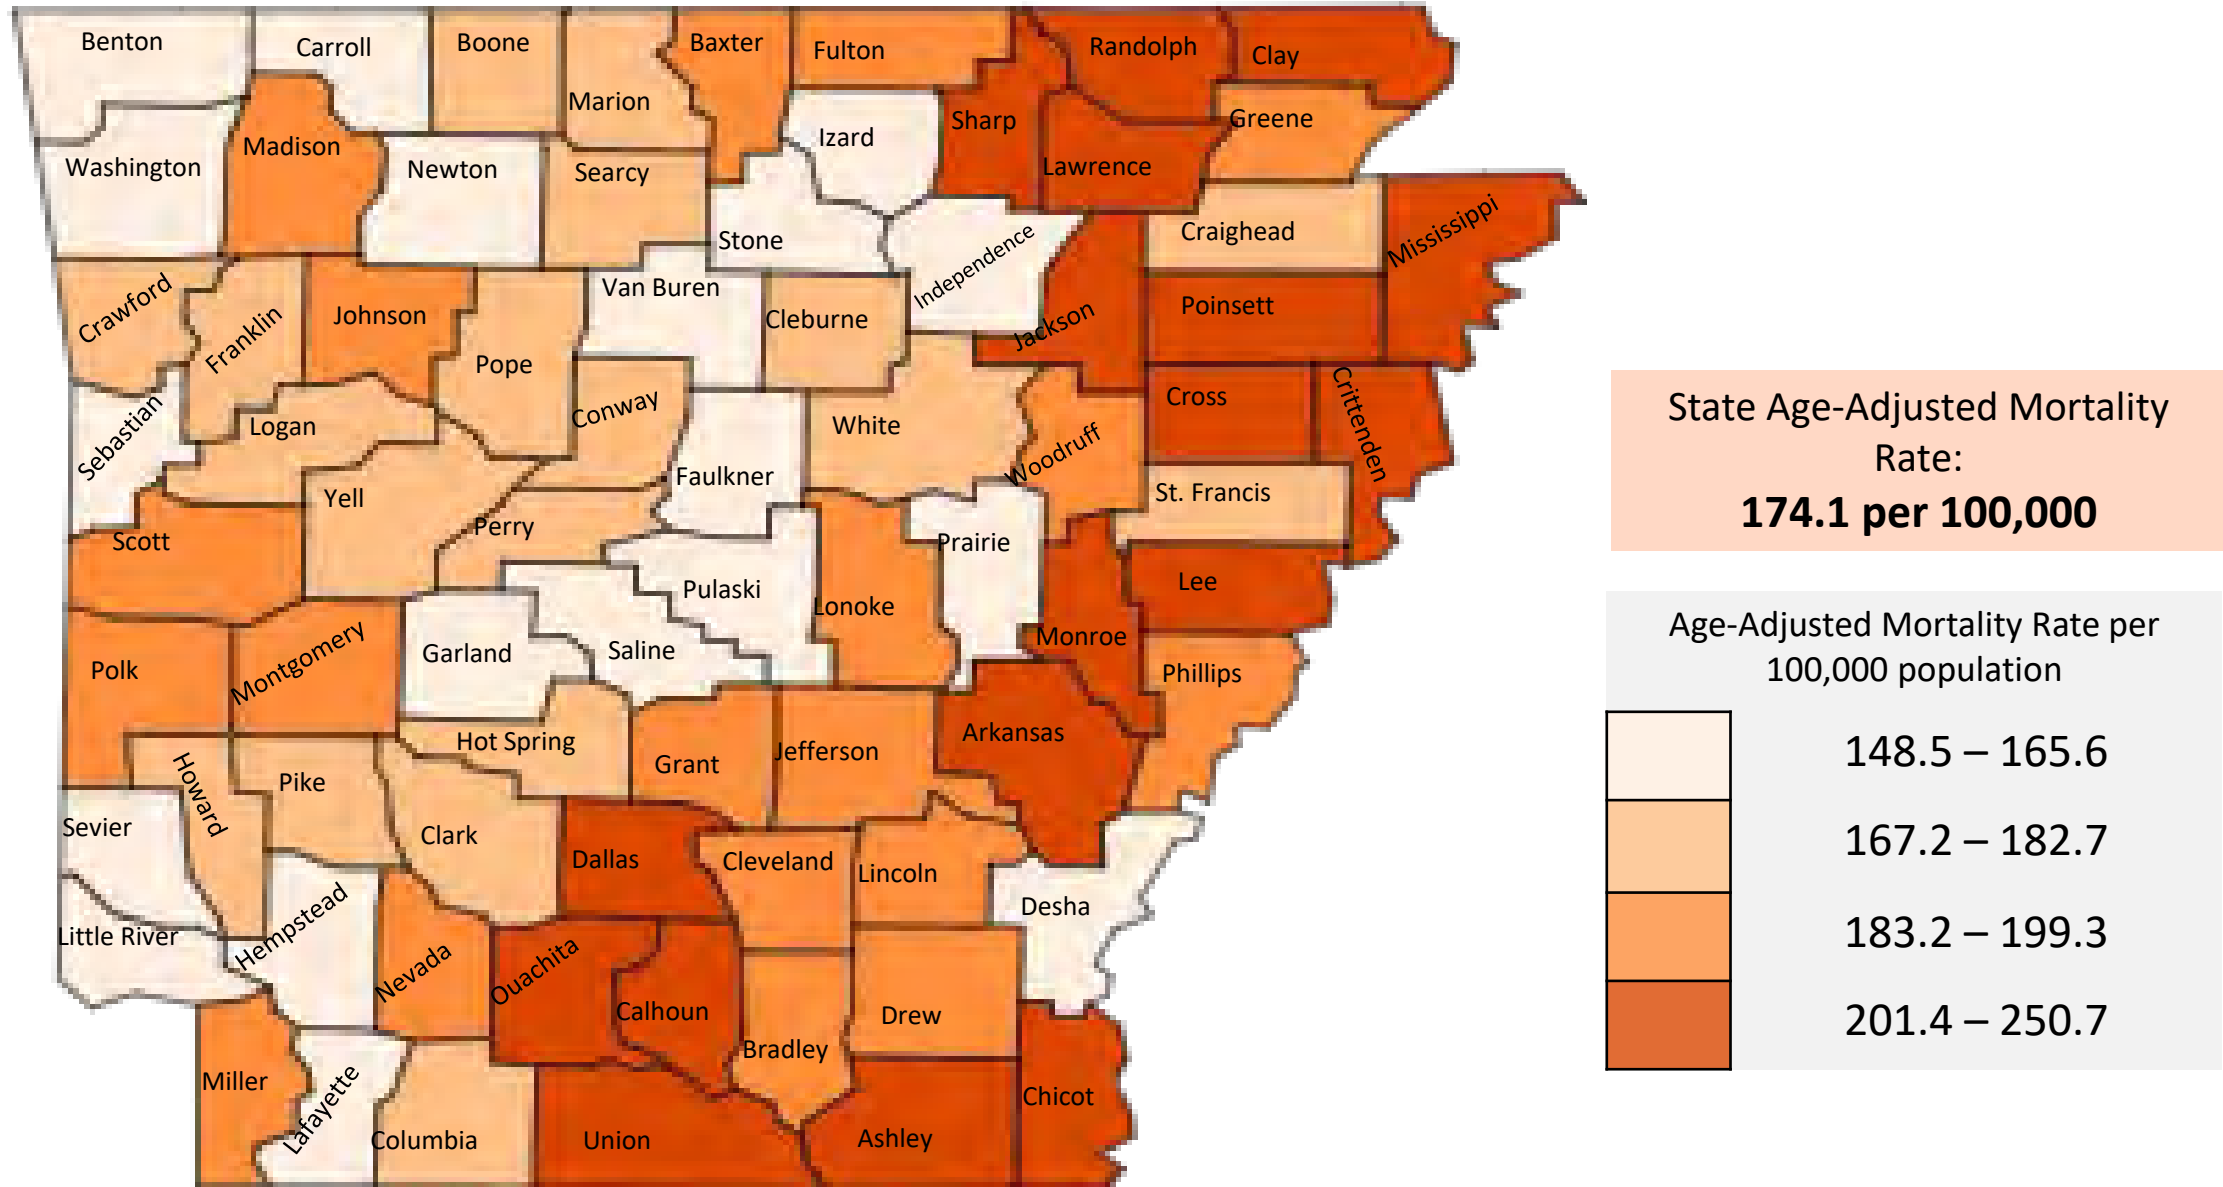 Benton
Carroll
Boone
Baxter
Fulton
Randolph
Clay
Marion
Madison
Izard
Sharp
Greene
Washington
Newton
Searcy
Lawrence
Stone
Independence
Craighead
Mississippi
Crawford
Franklin
Johnson
Van Buren
Cleburne
Jackson
Poinsett
Pope
Sebastian
Logan
Conway
White
Woodruff
Cross
Crittenden
Faulkner
St. Francis
Yell
Perry
Scott
Prairie
Pulaski
Lonoke
Lee
Polk
Montgomery
Garland
Saline
Monroe
Phillips
Howard
Pike
Hot Spring
Grant
Jefferson
Arkansas
Sevier
Clark
Dallas
Cleveland
Lincoln
Desha
Little River
Hempstead
Nevada
Ouachita
Calhoun
Bradley
Drew
Miller
Lafayette
Columbia
Union
Ashley
Chicot
State Age-Adjusted Mortality
Rate:
174.1 per 100,000
Age-Adjusted Mortality Rate per
100,000 population
148.5 – 165.6
167.2 – 182.7
183.2 – 199.3
201.4 – 250.7